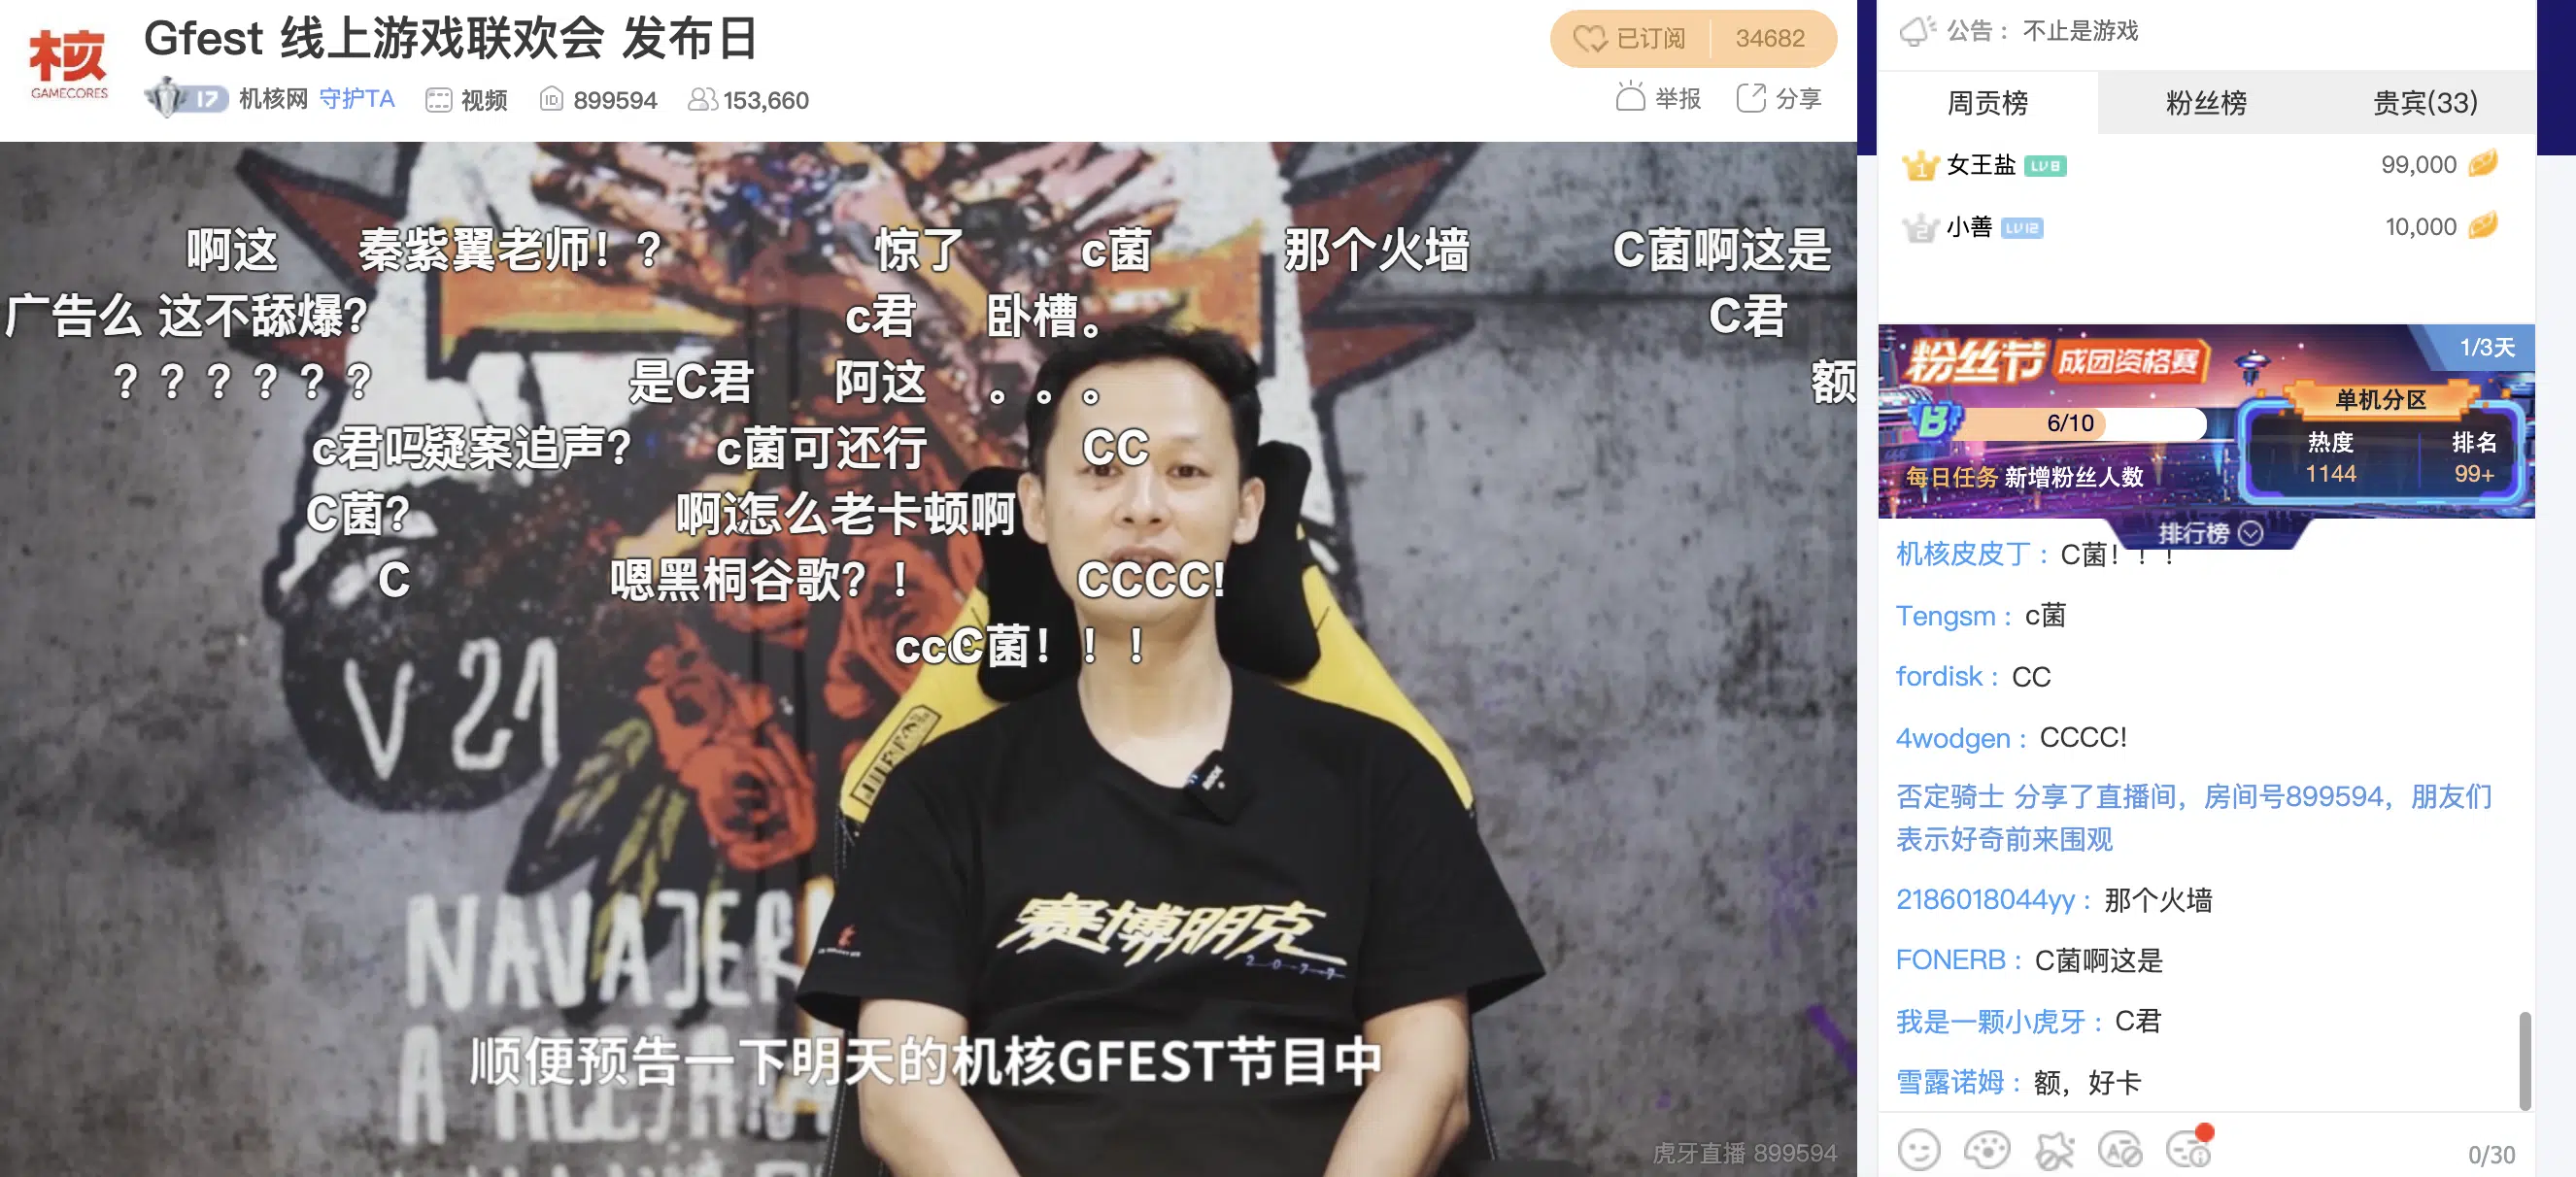 核
GAMECORES
Gfest 线上游戏联欢会 发布日
17 机核网 守护TA 视频 ID 899594 153,660
已订阅 34682
举报 分享
啊这 秦紫翼老师！？ 惊了 c菌 那个火墙 C菌啊这是
广告么 这不舔爆？ c君 卧槽。 C君
？？？？？？ 是C君 阿这 。。。 额
c君吗 疑案追声？ c菌可还行 CC
C菌？ 啊这 怎么老卡顿啊
C 嗯 黑桐谷歌？！ CCCC!
ccc C菌！！！
V 21
NAVAJER
赛博朋克
2077
顺便预告一下明天的机核GFEST节目中
虎牙直播 899594
公告： 不止是游戏
周贡榜 粉丝榜 贵宾(33)
1 女王盐 LV8 99,000
2 小善 LV12 10,000
粉丝节 成团资格赛 1/3天
单机分区
6/10
热度 排名
1144 99+
每日任务 新增粉丝人数
排行榜
机核皮皮丁： C菌！！！
Tengsm： c菌
fordisk： CC
4wodgen： CCCC!
否定骑士 分享了直播间，房间号899594，朋友们
表示好奇前来围观
2186018044yy： 那个火墙
FONERB： C菌啊这是
我是一颗小虎牙： C君
雪露诺姆： 额，好卡
0/30